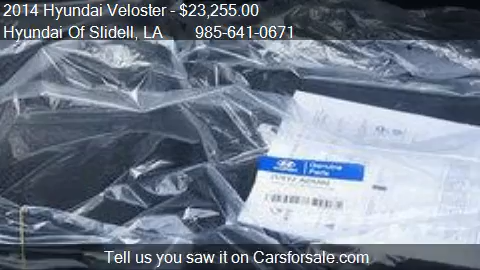 2014 Hyundai Veloster - $23,255.00
Hyundai Of Slidell, LA 985-641-0671
HYUNDAI
Genuine
Parts
Tell us you saw it on Carsforsale.com